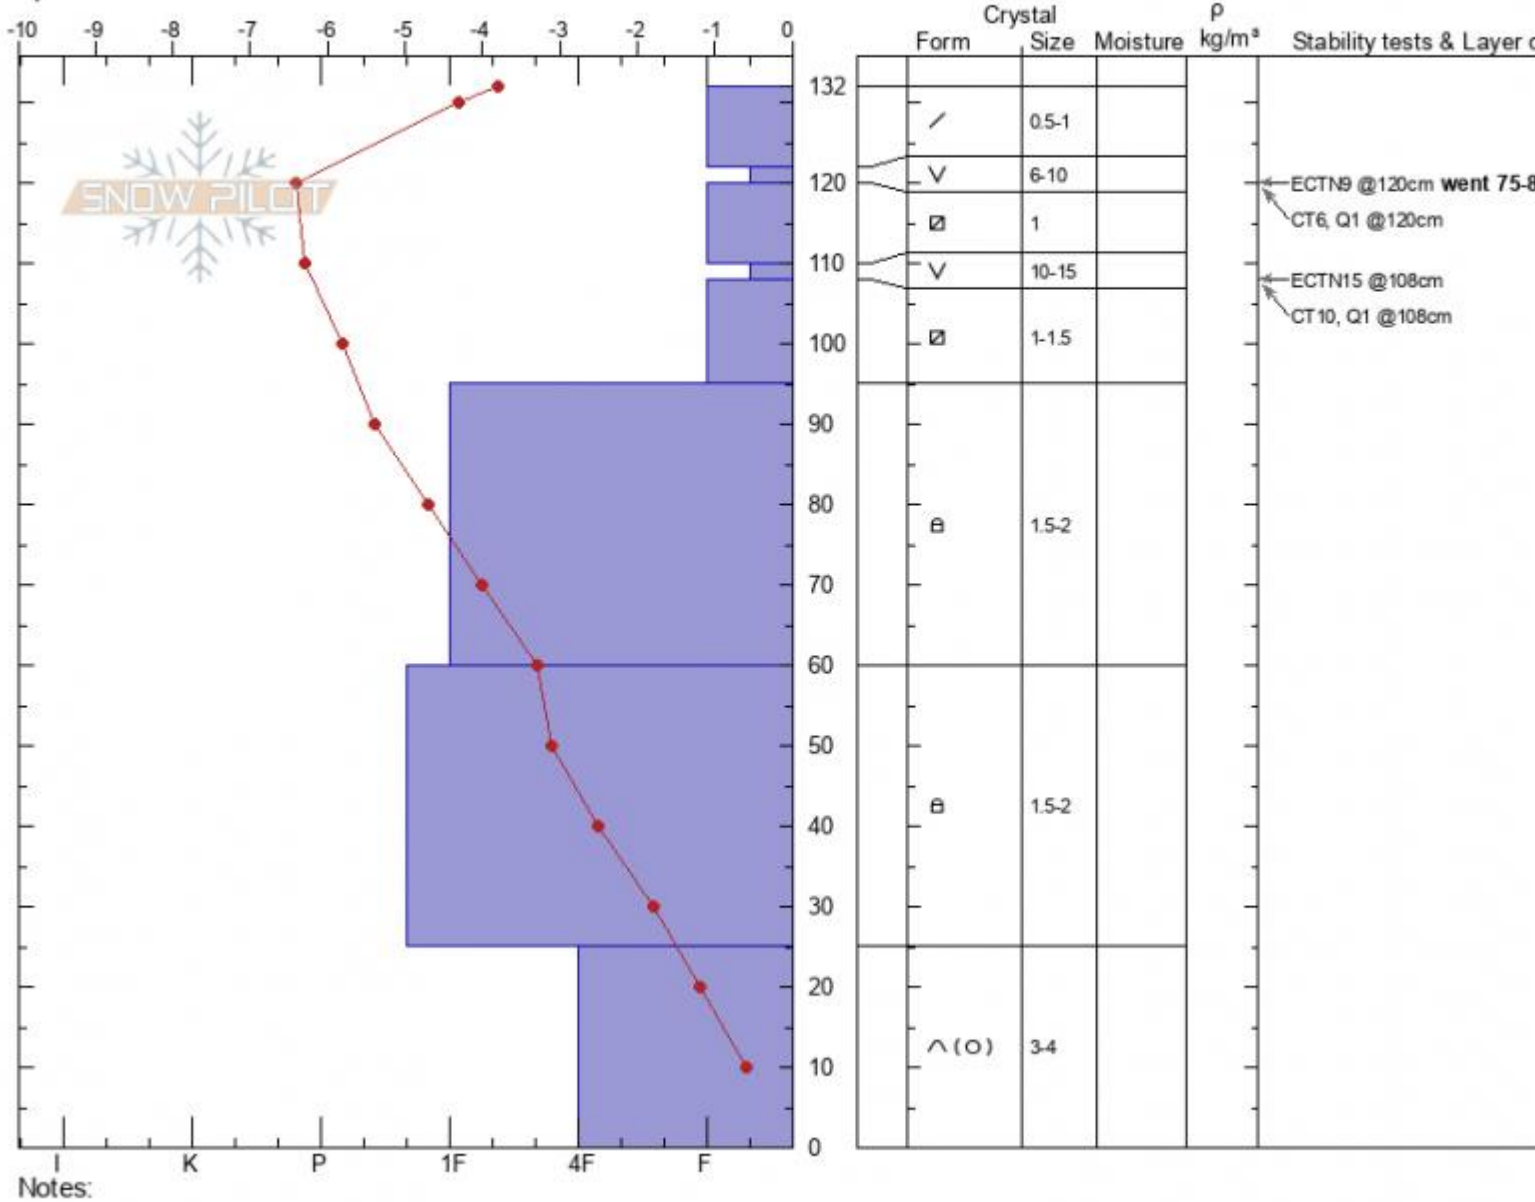 Crystal ρ
-10 -9 -8 -7 -6 -5 -4 -3 -2 -1 0 Form Size Moisture kg/m³ Stability tests & Layer c
132
0.5-1
SNOW PILOT
6-10
120 ECTN9 @120cm went 75-8
1 CT6, Q1 @120cm
110 10-15
ECTN15 @108cm
CT10, Q1 @108cm
100 1-1.5
90
80
1.5-2
70
60
50
40 1.5-2
30
20
3-4
10
0
I K P 1F 4F F
Notes: